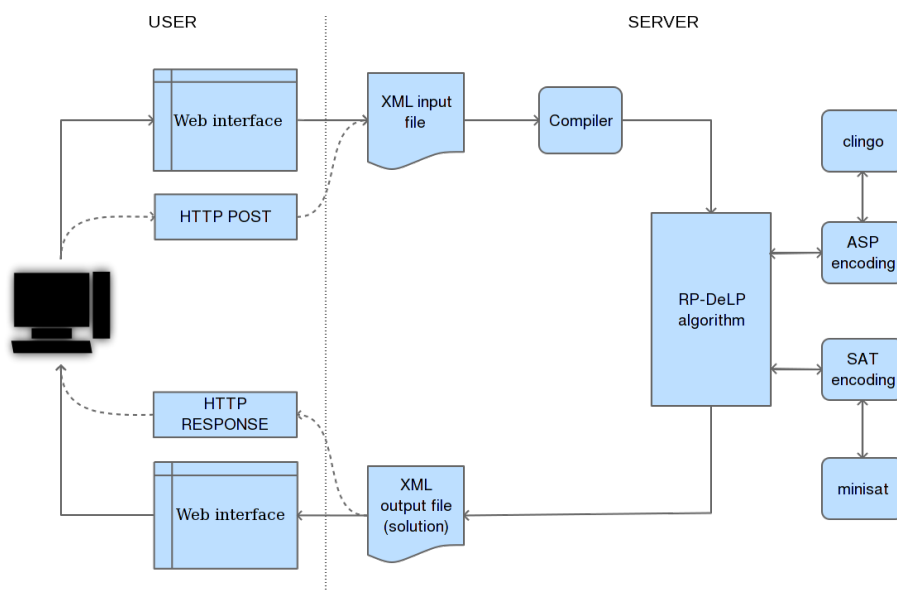 USER
SERVER
Web interface
XML input
file
Compiler
clingo
HTTP POST
ASP
encoding
RP-DeLP
algorithm
SAT
encoding
HTTP
RESPONSE
Web interface
XML
output file
(solution)
minisat